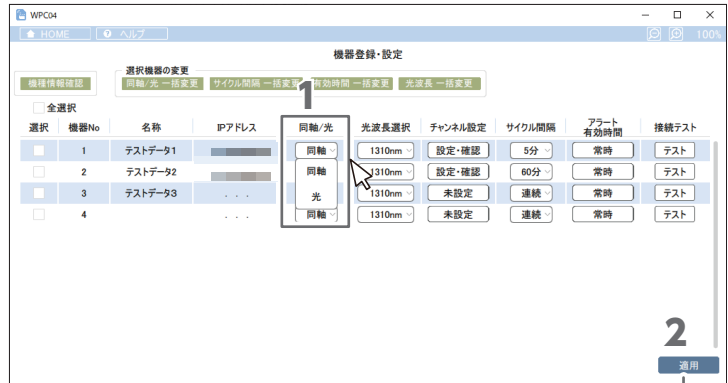 WPC04
HOME ? ヘルプ 100%
機器登録・設定
選択機器の変更
機種情報確認 同軸/光 一括変更 サイクル間隔 一括変更 有効時間 一括変更 光波長 一括変更
1
全選択
選択 機器No 名称 IPアドレス 同軸/光 光波長選択 チャンネル設定 サイクル間隔 アラート有効時間 接続テスト
1 テストデータ1 同軸 1310nm 設定・確認 5分 常時 テスト
2 テストデータ2 同軸 1310nm 設定・確認 60分 常時 テスト
3 テストデータ3 . . . 光 1310nm 未設定 連続 常時 テスト
4 . . . 同軸 1310nm 未設定 連続 常時 テスト
2
適用